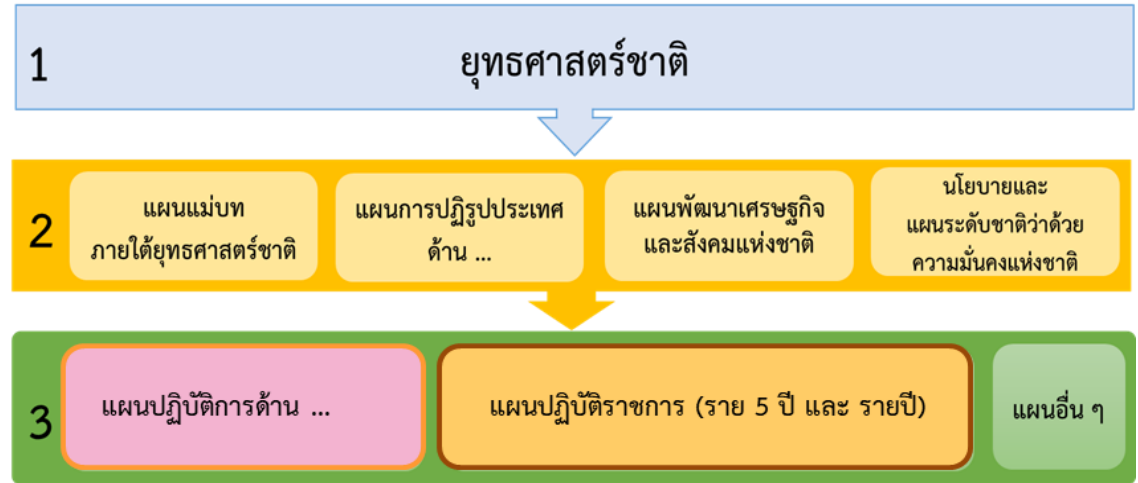 1
ยุทธศาสตร์ชาติ
2
แผนแม่บท
ภายใต้ยุทธศาสตร์ชาติ
แผนการปฏิรูปประเทศ
ด้าน ...
แผนพัฒนาเศรษฐกิจ
และสังคมแห่งชาติ
นโยบายและ
แผนระดับชาติว่าด้วย
ความมั่นคงแห่งชาติ
3
แผนปฏิบัติการด้าน ...
แผนปฏิบัติราชการ (ราย 5 ปี และ รายปี)
แผนอื่น ๆ